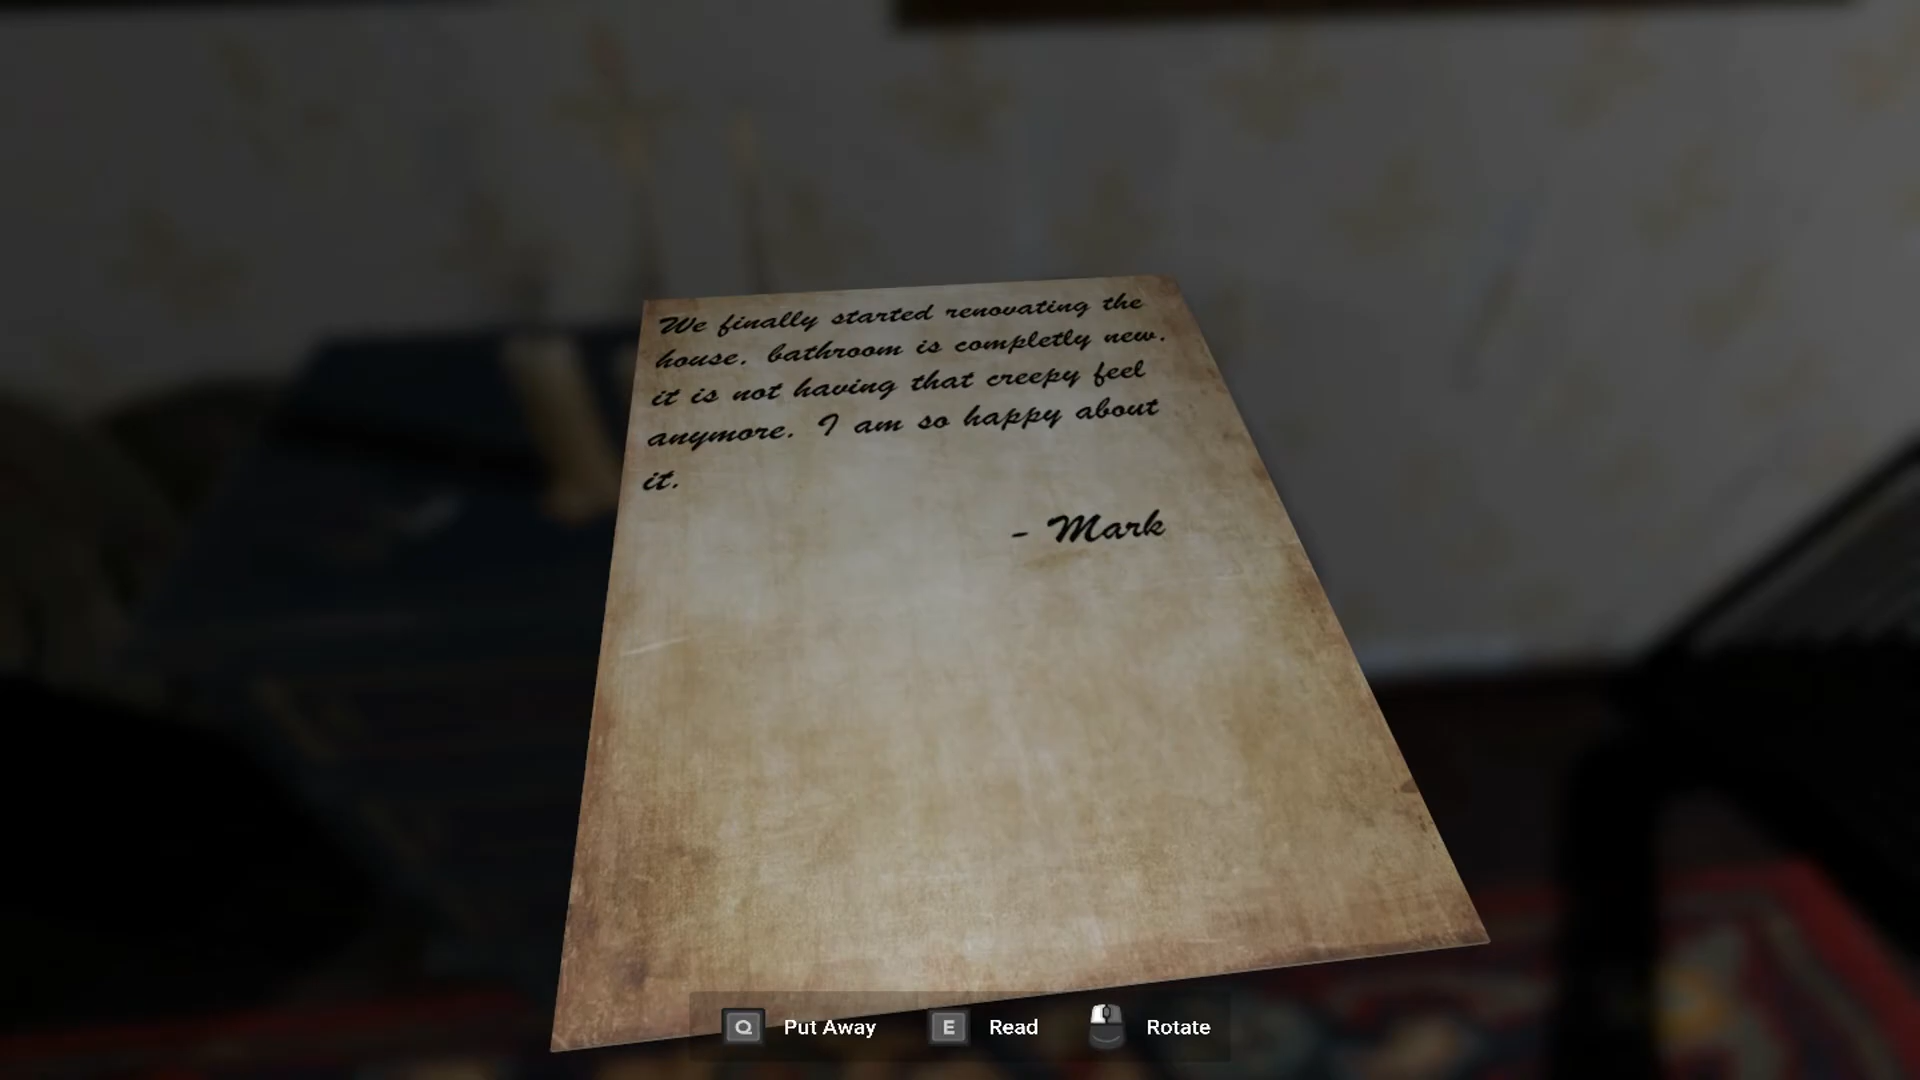 We finally started renovating the
house. bathroom is completly new.
it is not having that creepy feel
anymore. I am so happy about
it.
- Mark
Q Put Away E Read Rotate